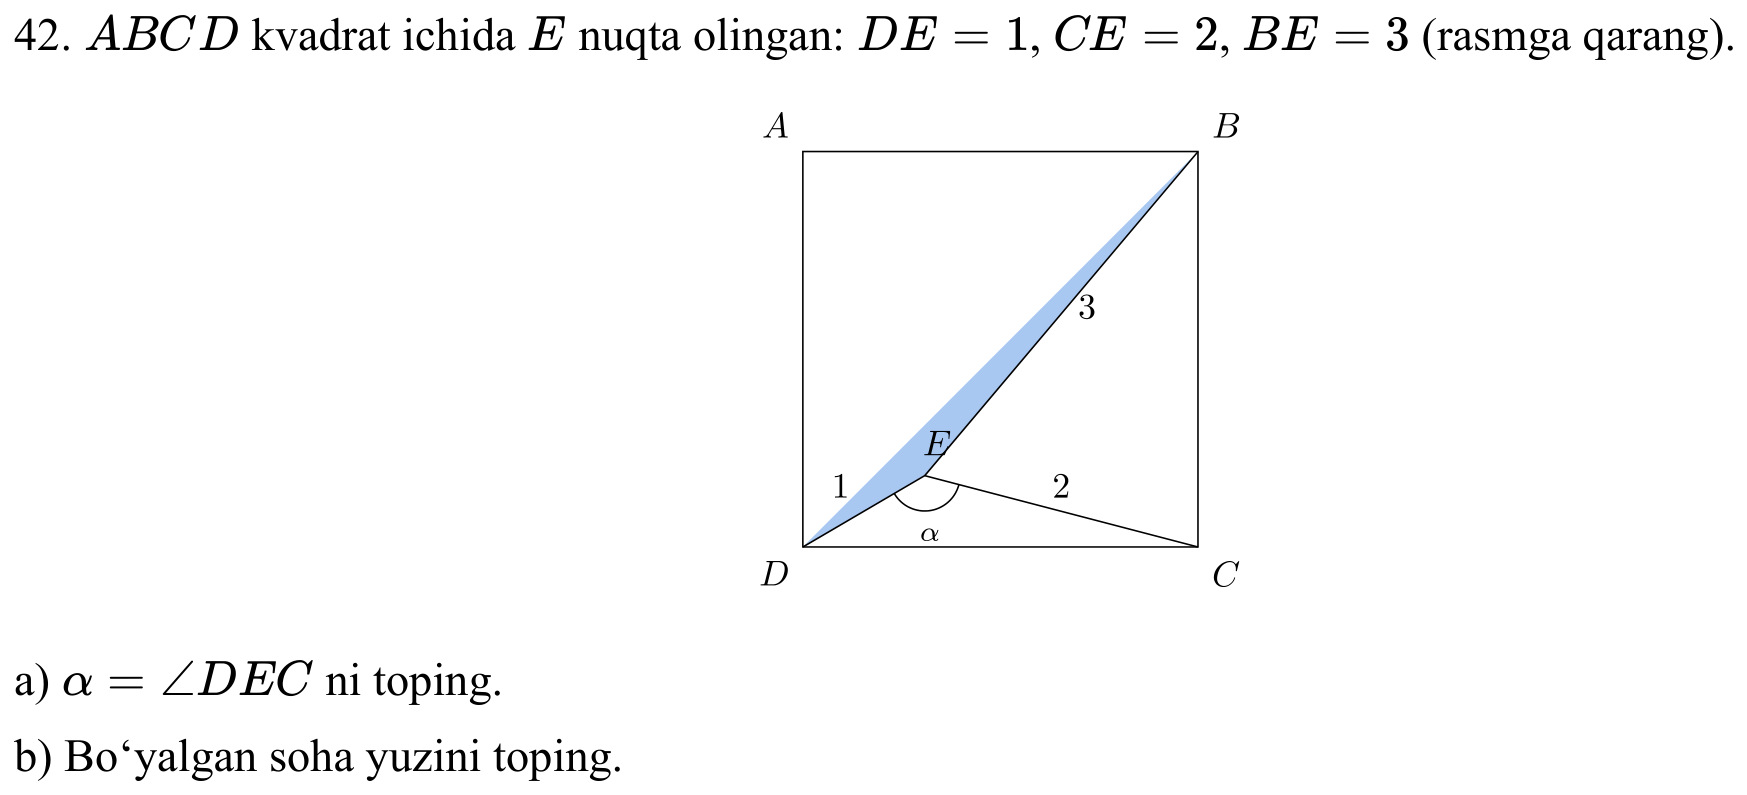 42. ABCD kvadrat ichida E nuqta olingan: DE = 1, CE = 2, BE = 3 (rasmga qarang).
A B
3
E
1 2
α
D C
a) α = ∠DEC ni toping.
b) Bo‘yalgan soha yuzini toping.